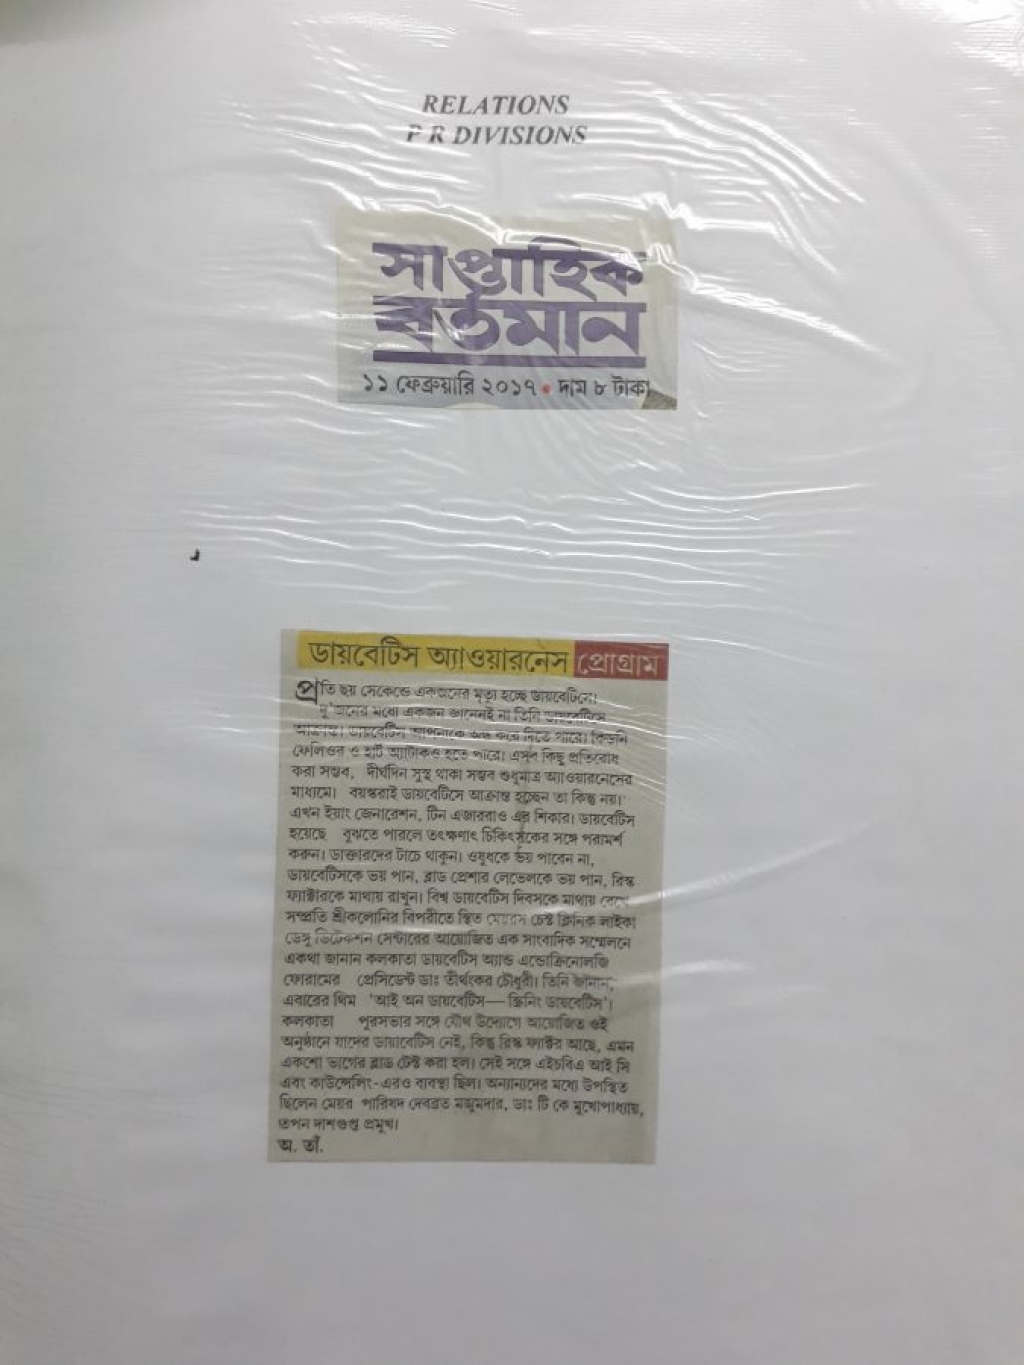 RELATIONS
P R DIVISIONS
সাপ্তাহিক
বর্তমান
১১ ফেব্রুয়ারি ২০১৭ • দাম ৮ টাকা
ডায়বেটিস অ্যাওয়ারনেস প্রোগ্রাম
প্রতি ছয় সেকেন্ডে একজনের মৃত্যু হচ্ছে ডায়বেটিসে।
দু'জনের মধ্যে একজন জানেনই না তিনি ডায়বেটিসে
আক্রান্ত। ডায়বেটিস আপনাকে অন্ধ করে দিতে পারে। কিডনি
ফেলিওর ও হার্ট অ্যাটাকও হতে পারে। এসব কিছু প্রতিরোধ
করা সম্ভব, দীর্ঘদিন সুস্থ থাকা সম্ভব শুধুমাত্র অ্যাওয়ারনেসের
মাধ্যমে। বয়স্করাই ডায়বেটিসে আক্রান্ত হচ্ছেন তা কিন্তু নয়।
এখন ইয়াং জেনারেশন, টিন এজাররাও এর শিকার। ডায়বেটিস
হয়েছে বুঝতে পারলে তৎক্ষণাৎ চিকিৎসকের সঙ্গে পরামর্শ
করুন। ডাক্তারদের টাচে থাকুন। ওষুধকে ভয় পাবেন না,
ডায়বেটিসকে ভয় পান, ব্লাড প্রেশার লেভেলকে ভয় পান, রিস্ক
ফ্যাক্টরকে মাথায় রাখুন। বিশ্ব ডায়বেটিস দিবসকে মাথায় রেখে
সম্প্রতি শ্রীকলোনির বিপরীতে স্থিত মেয়রস চেস্ট ক্লিনিক লাইকা
ডেঙ্গু ডিটেকশন সেন্টারের আয়োজিত এক সাংবাদিক সম্মেলনে
একথা জানান কলকাতা ডায়বেটিস অ্যান্ড এন্ডোক্রিনোলজি
ফোরামের প্রেসিডেন্ট ডাঃ তীর্থংকর চৌধুরী। তিনি জানান,
এবারের থিম 'আই অন ডায়বেটিস— স্ক্রিনিং ডায়বেটিস'।
কলকাতা পুরসভার সঙ্গে যৌথ উদ্যোগে আয়োজিত ওই
অনুষ্ঠানে যাদের ডায়াবেটিস নেই, কিন্তু রিস্ক ফ্যাক্টর আছে, এমন
একশো ভাগের ব্লাড টেস্ট করা হল। সেই সঙ্গে এইচবিএ আই সি
এবং কাউন্সেলিং-এরও ব্যবস্থা ছিল। অন্যান্যদের মধ্যে উপস্থিত
ছিলেন মেয়র পারিষদ দেবব্রত মজুমদার, ডাঃ টি কে মুখোপাধ্যায়,
তপন দাশগুপ্ত প্রমুখ।
অ. তাঁ.